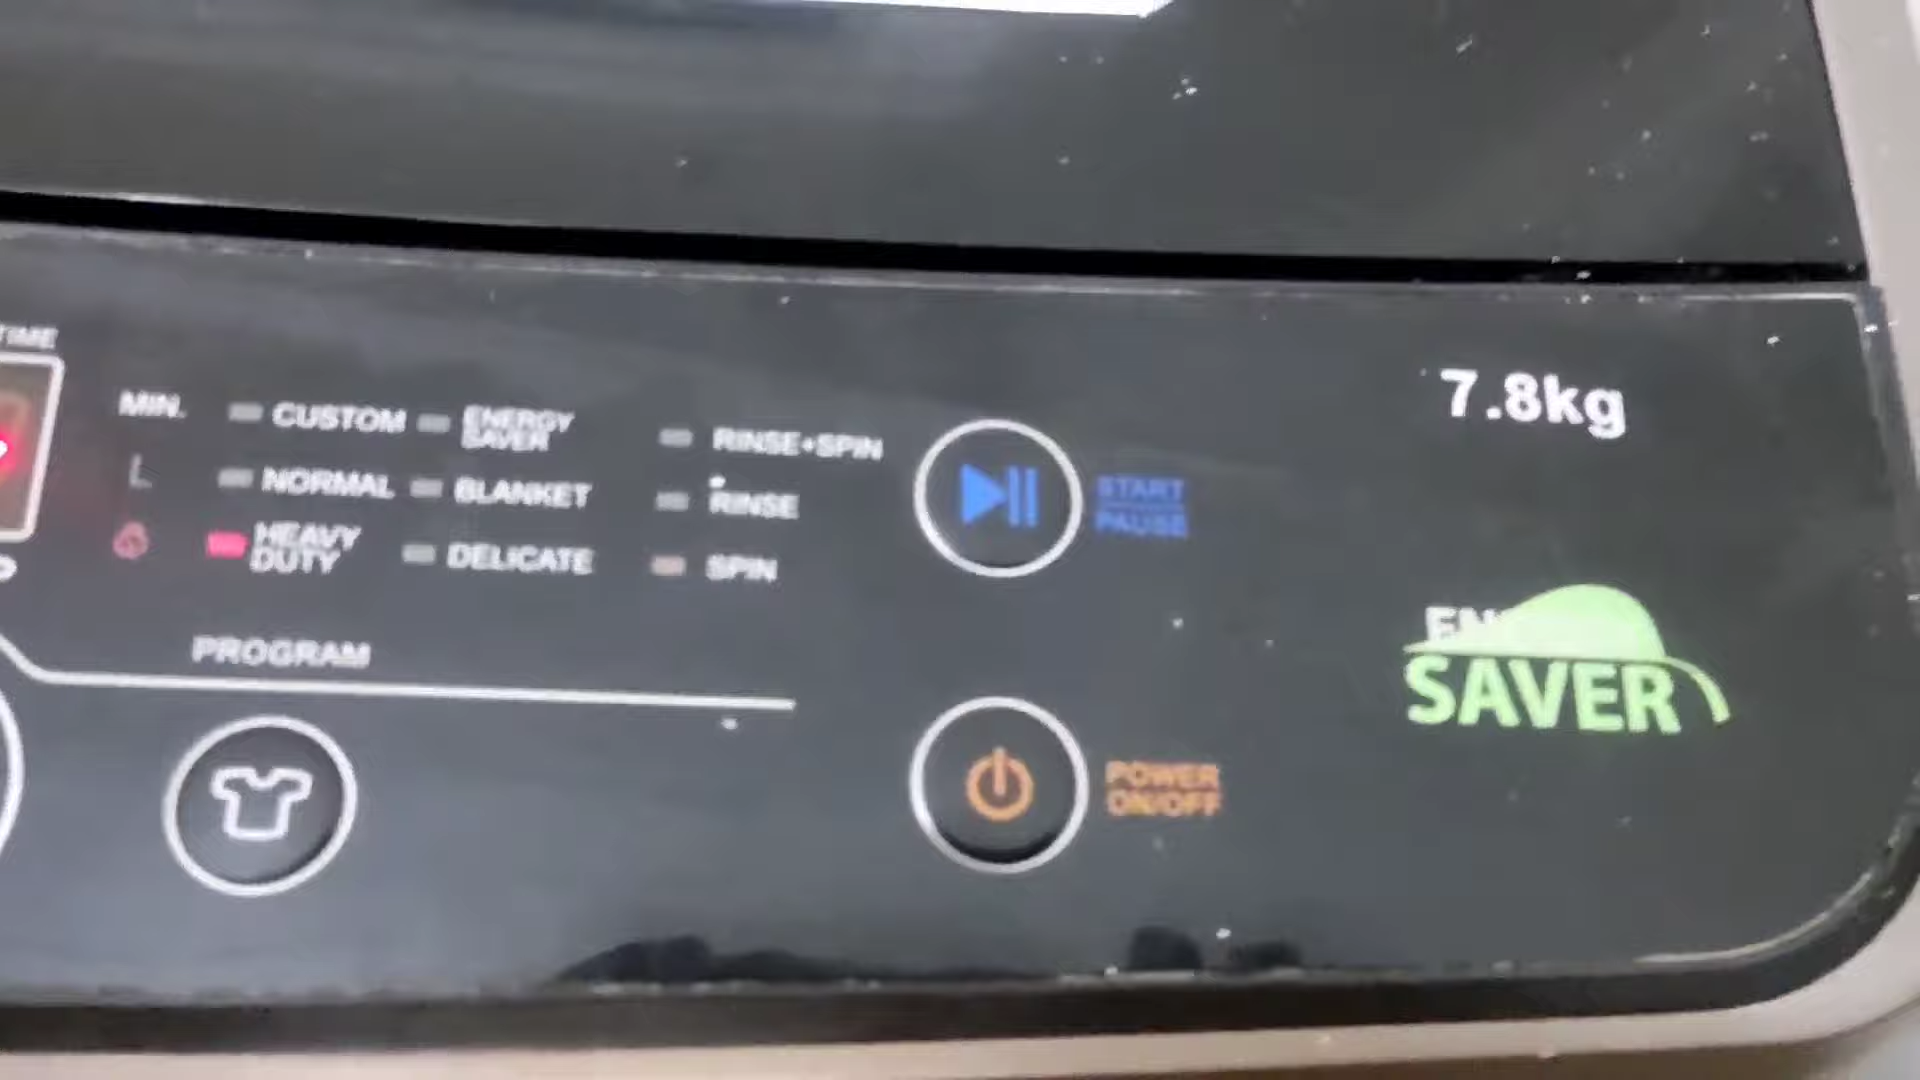 TIME
7.8kg
MIN.
CUSTOM
ENERGY
SAVER
RINSE+SPIN
L
NORMAL
BLANKET
RINSE
START
PAUSE
HEAVY
DUTY
DELICATE
SPIN
PROGRAM
SAVER
POWER
ON/OFF